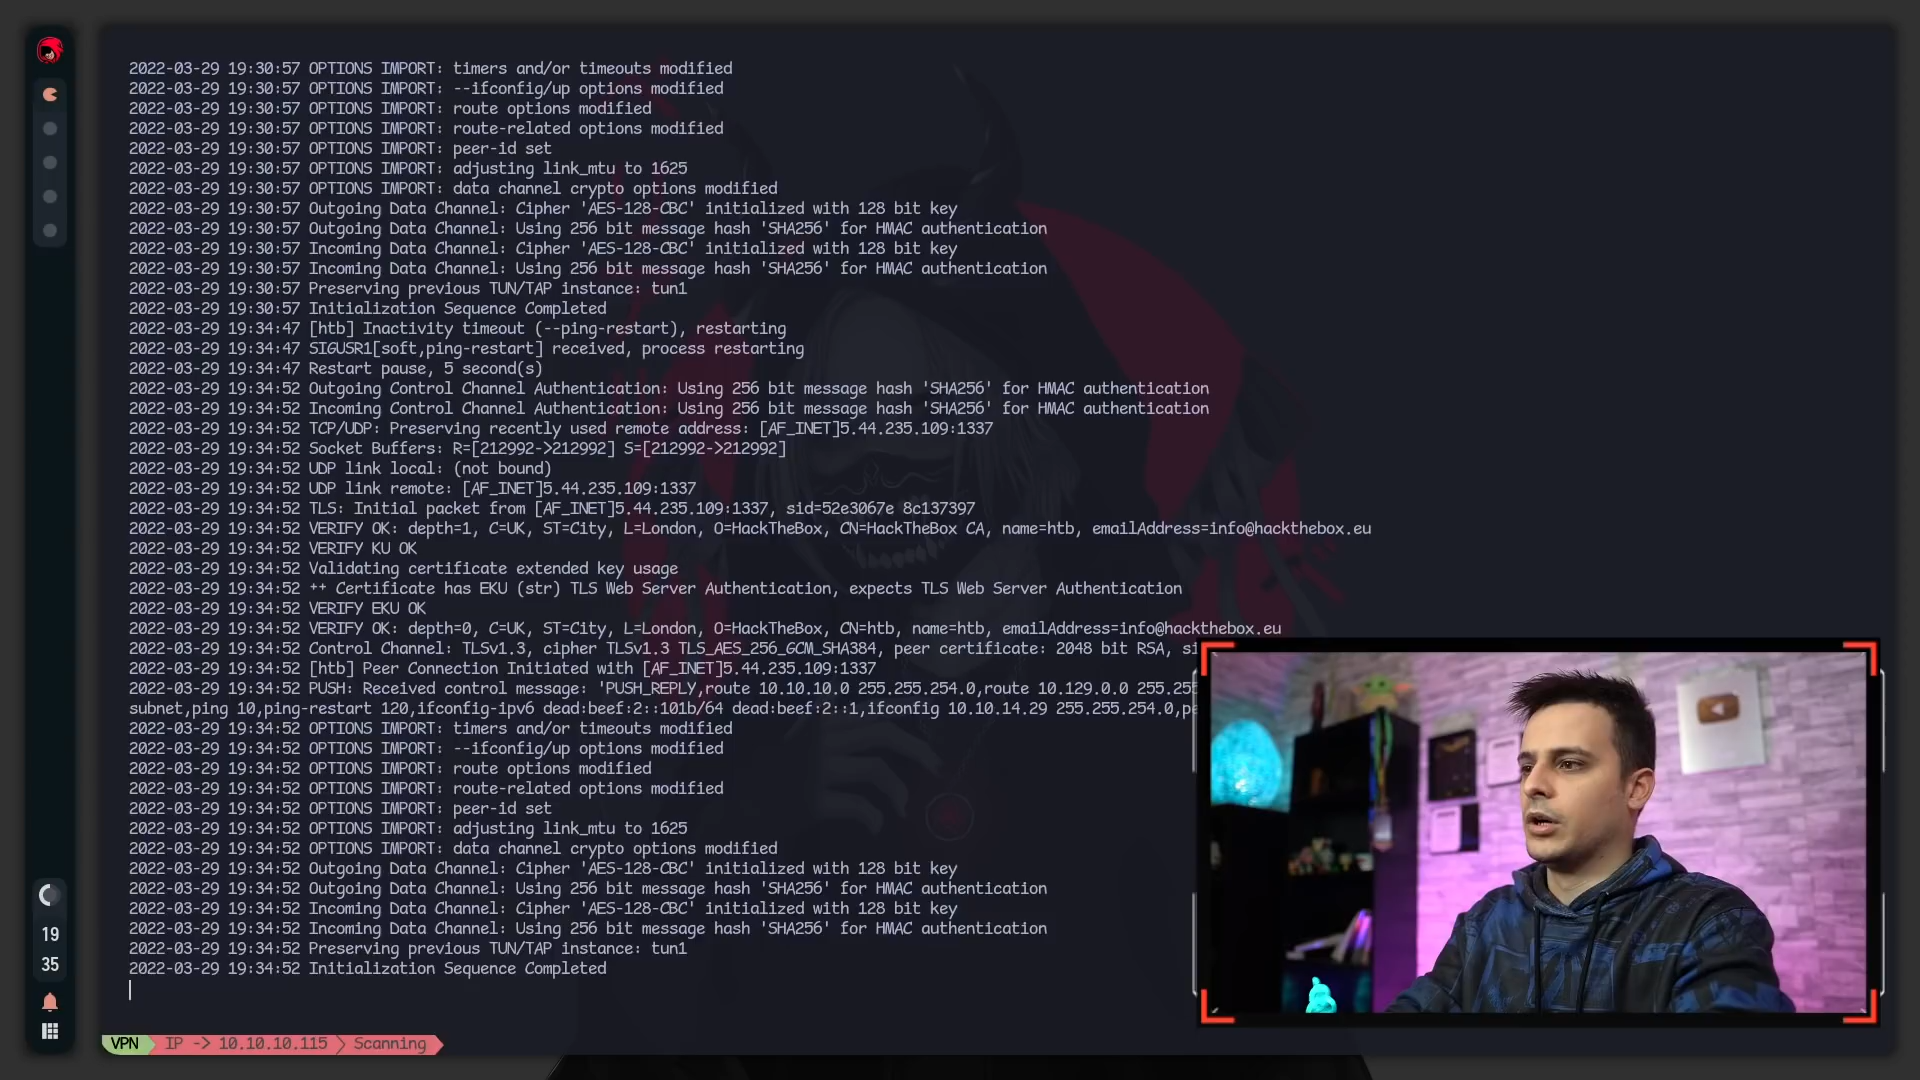 2022-03-29 19:30:57 OPTIONS IMPORT: timers and/or timeouts modified
2022-03-29 19:30:57 OPTIONS IMPORT: --ifconfig/up options modified
2022-03-29 19:30:57 OPTIONS IMPORT: route options modified
2022-03-29 19:30:57 OPTIONS IMPORT: route-related options modified
2022-03-29 19:30:57 OPTIONS IMPORT: peer-id set
2022-03-29 19:30:57 OPTIONS IMPORT: adjusting link_mtu to 1625
2022-03-29 19:30:57 OPTIONS IMPORT: data channel crypto options modified
2022-03-29 19:30:57 Outgoing Data Channel: Cipher 'AES-128-CBC' initialized with 128 bit key
2022-03-29 19:30:57 Outgoing Data Channel: Using 256 bit message hash 'SHA256' for HMAC authentication
2022-03-29 19:30:57 Incoming Data Channel: Cipher 'AES-128-CBC' initialized with 128 bit key
2022-03-29 19:30:57 Incoming Data Channel: Using 256 bit message hash 'SHA256' for HMAC authentication
2022-03-29 19:30:57 Preserving previous TUN/TAP instance: tun1
2022-03-29 19:30:57 Initialization Sequence Completed
2022-03-29 19:34:47 [htb] Inactivity timeout (--ping-restart), restarting
2022-03-29 19:34:47 SIGUSR1[soft,ping-restart] received, process restarting
2022-03-29 19:34:47 Restart pause, 5 second(s)
2022-03-29 19:34:52 Outgoing Control Channel Authentication: Using 256 bit message hash 'SHA256' for HMAC authentication
2022-03-29 19:34:52 Incoming Control Channel Authentication: Using 256 bit message hash 'SHA256' for HMAC authentication
2022-03-29 19:34:52 TCP/UDP: Preserving recently used remote address: [AF_INET]5.44.235.109:1337
2022-03-29 19:34:52 Socket Buffers: R=[212992->212992] S=[212992->212992]
2022-03-29 19:34:52 UDP link local: (not bound)
2022-03-29 19:34:52 UDP link remote: [AF_INET]5.44.235.109:1337
2022-03-29 19:34:52 TLS: Initial packet from [AF_INET]5.44.235.109:1337, sid=52e3067e 8c137397
2022-03-29 19:34:52 VERIFY OK: depth=1, C=UK, ST=City, L=London, O=HackTheBox, CN=HackTheBox CA, name=htb, emailAddress=info@hackthebox.eu
2022-03-29 19:34:52 VERIFY KU OK
2022-03-29 19:34:52 Validating certificate extended key usage
2022-03-29 19:34:52 ++ Certificate has EKU (str) TLS Web Server Authentication, expects TLS Web Server Authentication
2022-03-29 19:34:52 VERIFY EKU OK
2022-03-29 19:34:52 VERIFY OK: depth=0, C=UK, ST=City, L=London, O=HackTheBox, CN=htb, name=htb, emailAddress=info@hackthebox.eu
2022-03-29 19:34:52 Control Channel: TLSv1.3, cipher TLSv1.3 TLS_AES_256_GCM_SHA384, peer certificate: 2048 bit RSA, si
2022-03-29 19:34:52 [htb] Peer Connection Initiated with [AF_INET]5.44.235.109:1337
2022-03-29 19:34:52 PUSH: Received control message: 'PUSH_REPLY,route 10.10.10.0 255.255.254.0,route 10.129.0.0 255.255
subnet,ping 10,ping-restart 120,ifconfig-ipv6 dead:beef:2::101b/64 dead:beef:2::1,ifconfig 10.10.14.29 255.255.254.0,pe
2022-03-29 19:34:52 OPTIONS IMPORT: timers and/or timeouts modified
2022-03-29 19:34:52 OPTIONS IMPORT: --ifconfig/up options modified
2022-03-29 19:34:52 OPTIONS IMPORT: route options modified
2022-03-29 19:34:52 OPTIONS IMPORT: route-related options modified
2022-03-29 19:34:52 OPTIONS IMPORT: peer-id set
2022-03-29 19:34:52 OPTIONS IMPORT: adjusting link_mtu to 1625
2022-03-29 19:34:52 OPTIONS IMPORT: data channel crypto options modified
2022-03-29 19:34:52 Outgoing Data Channel: Cipher 'AES-128-CBC' initialized with 128 bit key
2022-03-29 19:34:52 Outgoing Data Channel: Using 256 bit message hash 'SHA256' for HMAC authentication
2022-03-29 19:34:52 Incoming Data Channel: Cipher 'AES-128-CBC' initialized with 128 bit key
2022-03-29 19:34:52 Incoming Data Channel: Using 256 bit message hash 'SHA256' for HMAC authentication
2022-03-29 19:34:52 Preserving previous TUN/TAP instance: tun1
2022-03-29 19:34:52 Initialization Sequence Completed
19
35
VPN IP -> 10.10.10.115 Scanning